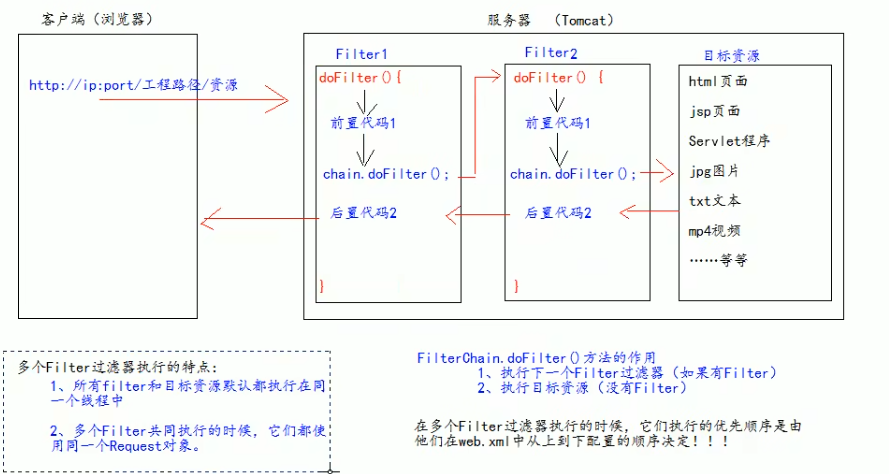 客户端（浏览器）
服务器 （Tomcat）
http://ip:port/工程路径/资源
Filter1
doFilter(){
前置代码1
chain.doFilter();
后置代码2
}
Filter2
doFilter() {
前置代码1
chain.doFilter();
后置代码2
}
目标资源
html页面
jsp页面
Servlet程序
jpg图片
txt文本
mp4视频
……等等
多个Filter过滤器执行的特点：
1、所有filter和目标资源默认都执行在同
一个线程中
2、多个Filter共同执行的时候，它们都使
用同一个Request对象。
FilterChain.doFilter()方法的作用
1、执行下一个Filter过滤器（如果有Filter）
2、执行目标资源（没有Filter）
在多个Filter过滤器执行的时候，它们执行的优先顺序是由
他们在web.xml中从上到下配置的顺序决定！！！